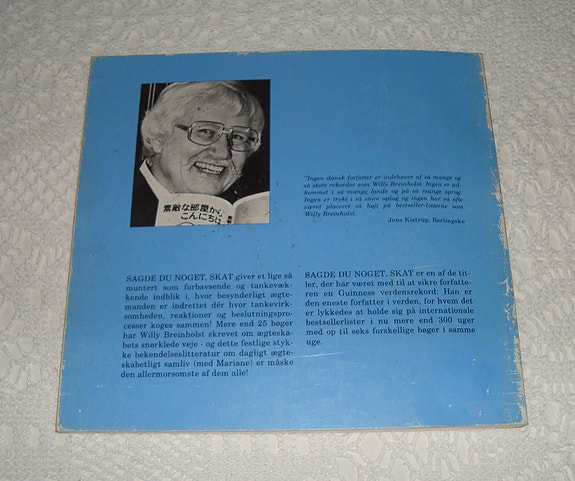 素敵な部屋から
こんにちは
"Ingen dansk forfatter er indehaver af så mange og
så store rekorder som Willy Breinholst. Ingen er ud-
kommet i så mange lande og på så mange sprog.
Ingen er trykt i så store oplag og ingen har så ofte
været placeret så højt på bestseller-listerne som
Willy Breinholst.
Jens Kistrup, Berlingske
SAGDE DU NOGET, SKAT giver et lige så
muntert som forbavsende og tankevæk-
kende indblik i, hvor besynderligt ægte-
manden er indrettet dér hvor tankevirk-
somheden, reaktioner og beslutningspro-
cesser koges sammen! Mere end 25 bøger
har Willy Breinholst skrevet om ægteska-
bets snørklede veje - og dette festlige styk-
ke bekendelseslitteratur om dagligt ægte-
skabetligt samliv (med Mariane) er måske
den allermorsomste af dem alle!
SAGDE DU NOGET, SKAT er en af de tit-
ler, der har været med til at sikre forfatte-
ren en Guinness verdensrekord: Han er
den eneste forfatter i verden, for hvem det
er lykkedes at holde sig på internationale
bestsellerlister i nu mere end 300 uger
med op til seks forskellige bøger i samme
uge.